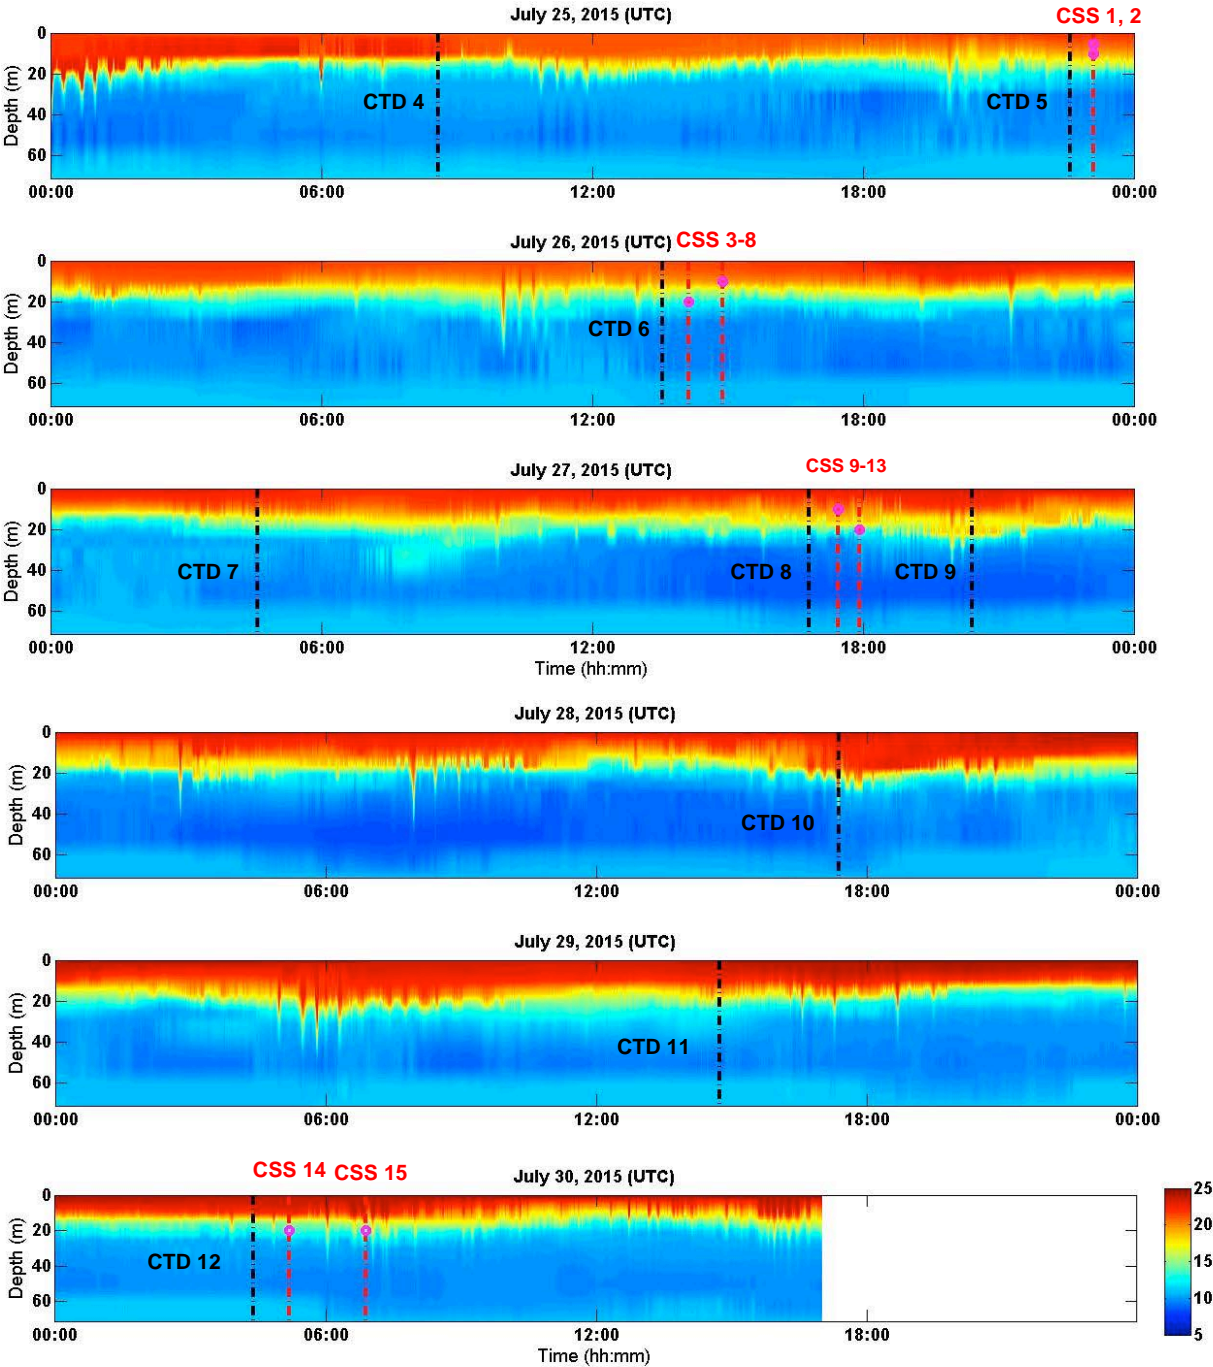 July 25, 2015 (UTC)
CSS 1, 2
0
20
40
60
Depth (m)
CTD 4
CTD 5
00:00 06:00 12:00 18:00 00:00
July 26, 2015 (UTC) CSS 3-8
0
20
40
60
Depth (m)
CTD 6
00:00 06:00 12:00 18:00 00:00
July 27, 2015 (UTC)
CSS 9-13
0
20
40
60
Depth (m)
CTD 7
CTD 8
CTD 9
00:00 06:00 12:00 18:00 00:00
Time (hh:mm)
July 28, 2015 (UTC)
0
20
40
60
Depth (m)
CTD 10
00:00 06:00 12:00 18:00 00:00
July 29, 2015 (UTC)
0
20
40
60
Depth (m)
CTD 11
00:00 06:00 12:00 18:00 00:00
CSS 14 CSS 15 July 30, 2015 (UTC)
0
20
40
60
Depth (m)
CTD 12
00:00 06:00 12:00 18:00 00:00
Time (hh:mm)
25
20
15
10
5